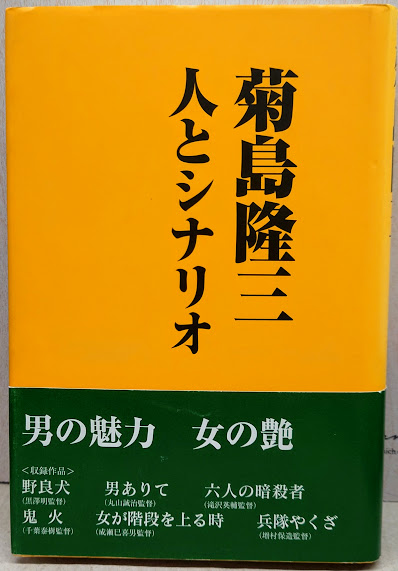 菊島隆三
人とシナリオ
男の魅力 女の艶
<収録作品>
野良犬 男ありて 六人の暗殺者
(黒澤明監督) (丸山誠治監督) (滝沢英輔監督)
鬼火 女が階段を上る時 兵隊やくざ
(千葉泰樹監督) (成瀬巳喜男監督) (増村保造監督)